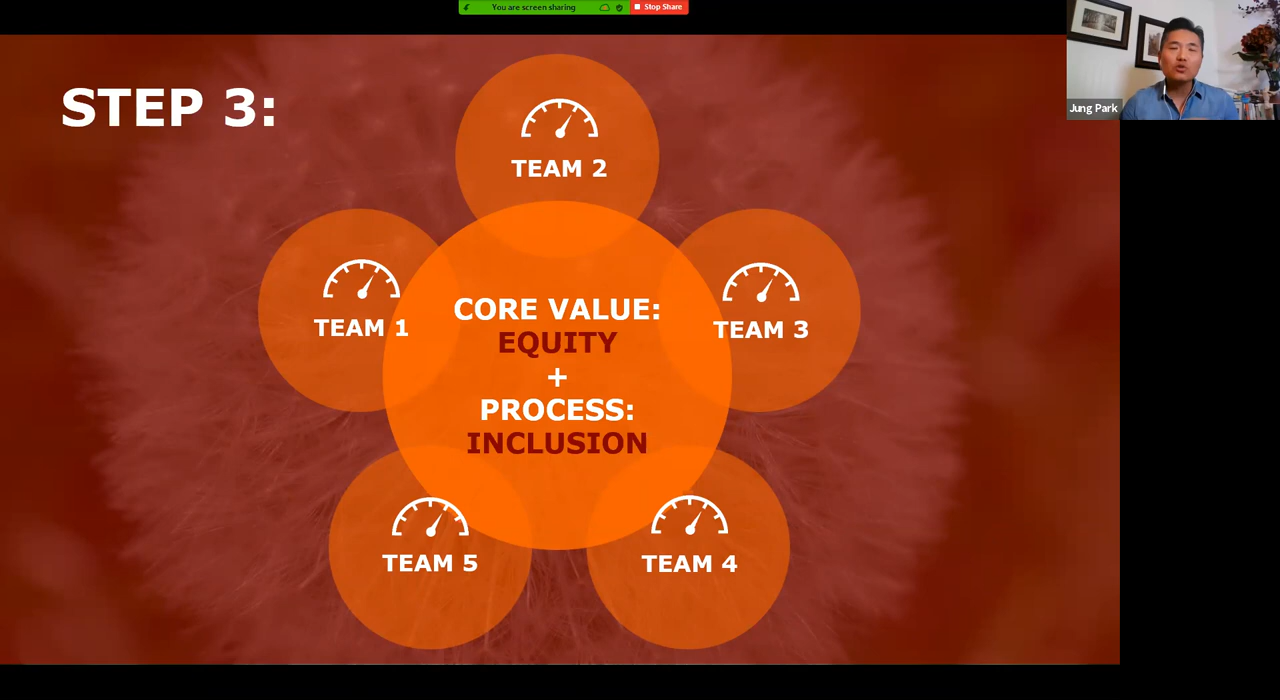 You are screen sharing
Stop Share
Jung Park
STEP 3:
TEAM 2
TEAM 1
TEAM 3
CORE VALUE:
EQUITY
+
PROCESS:
INCLUSION
TEAM 5
TEAM 4